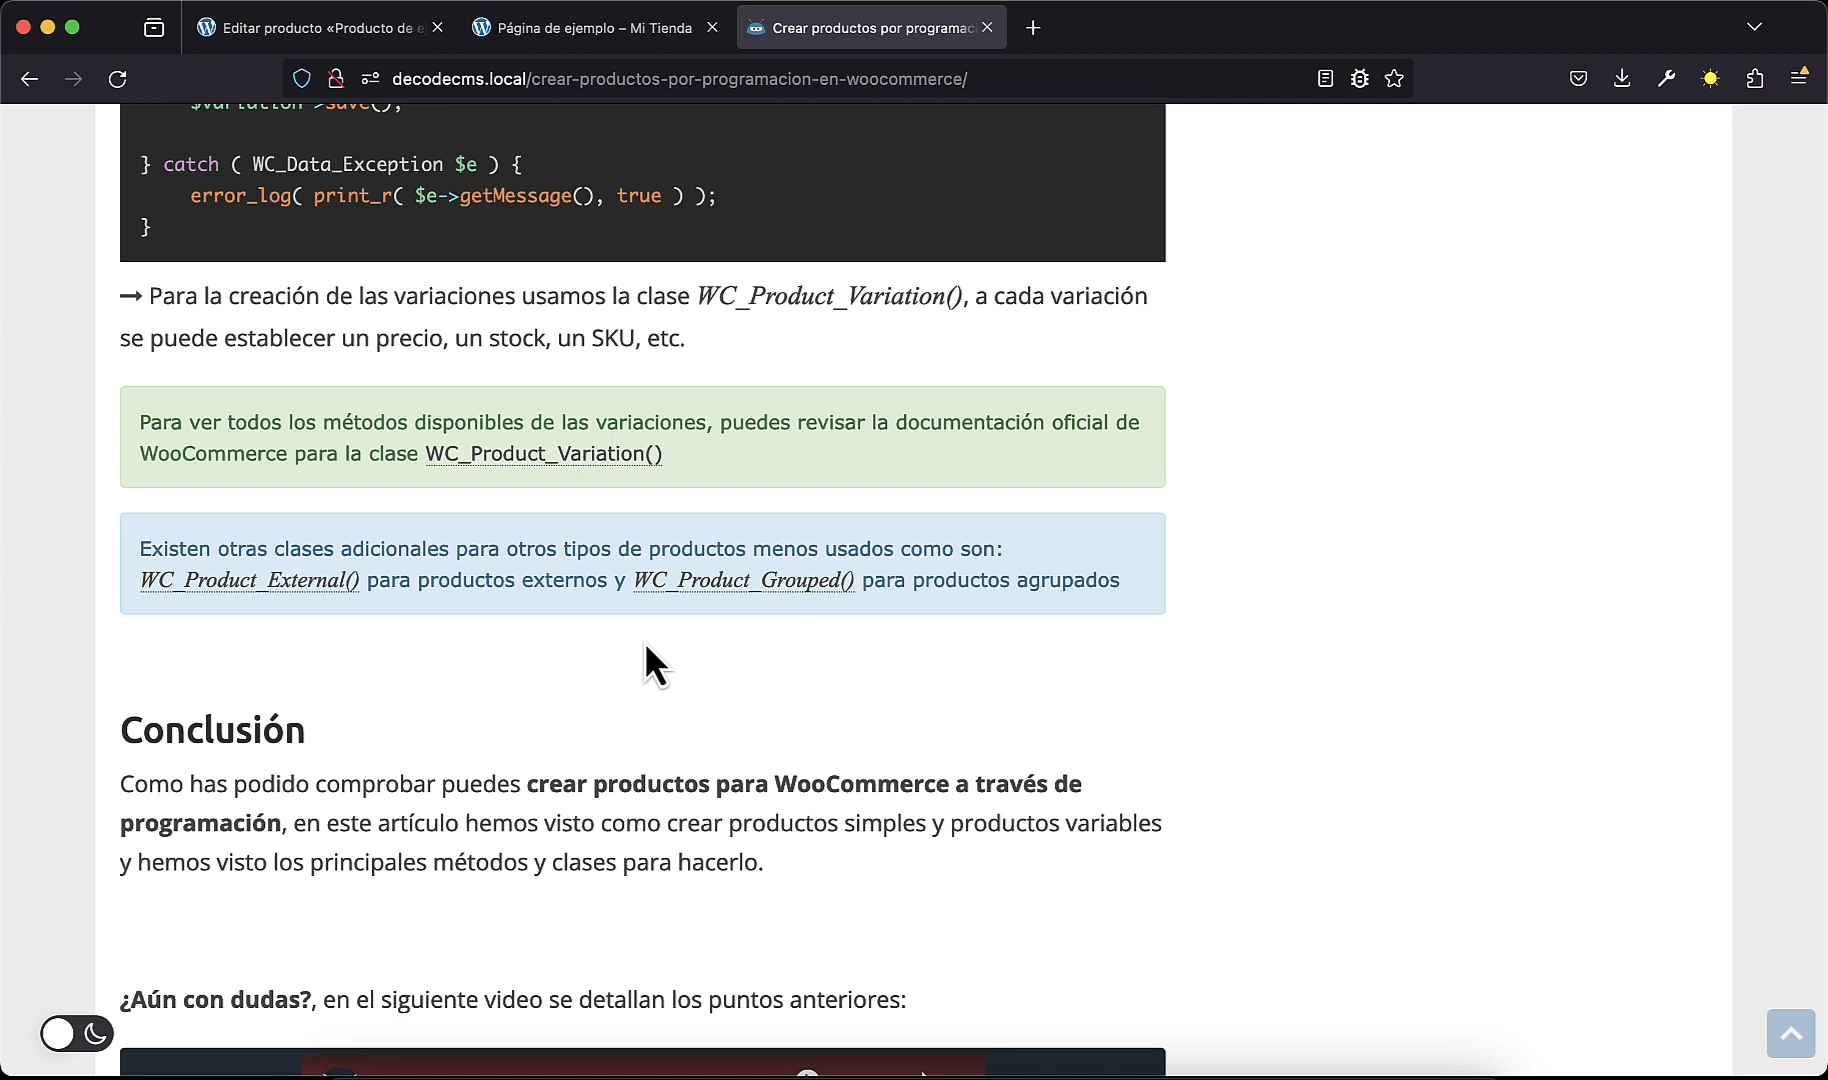 Editar producto «Producto de e
Página de ejemplo – Mi Tienda
Crear productos por programac
decodecms.local/crear-productos-por-programacion-en-woocommerce/
$variation->save();
} catch ( WC_Data_Exception $e ) {
error_log( print_r( $e->getMessage(), true ) );
}
→ Para la creación de las variaciones usamos la clase WC_Product_Variation(), a cada variación
se puede establecer un precio, un stock, un SKU, etc.
Para ver todos los métodos disponibles de las variaciones, puedes revisar la documentación oficial de
WooCommerce para la clase WC_Product_Variation()
Existen otras clases adicionales para otros tipos de productos menos usados como son:
WC_Product_External() para productos externos y WC_Product_Grouped() para productos agrupados
Conclusión
Como has podido comprobar puedes crear productos para WooCommerce a través de
programación, en este artículo hemos visto como crear productos simples y productos variables
y hemos visto los principales métodos y clases para hacerlo.
¿Aún con dudas?, en el siguiente video se detallan los puntos anteriores: